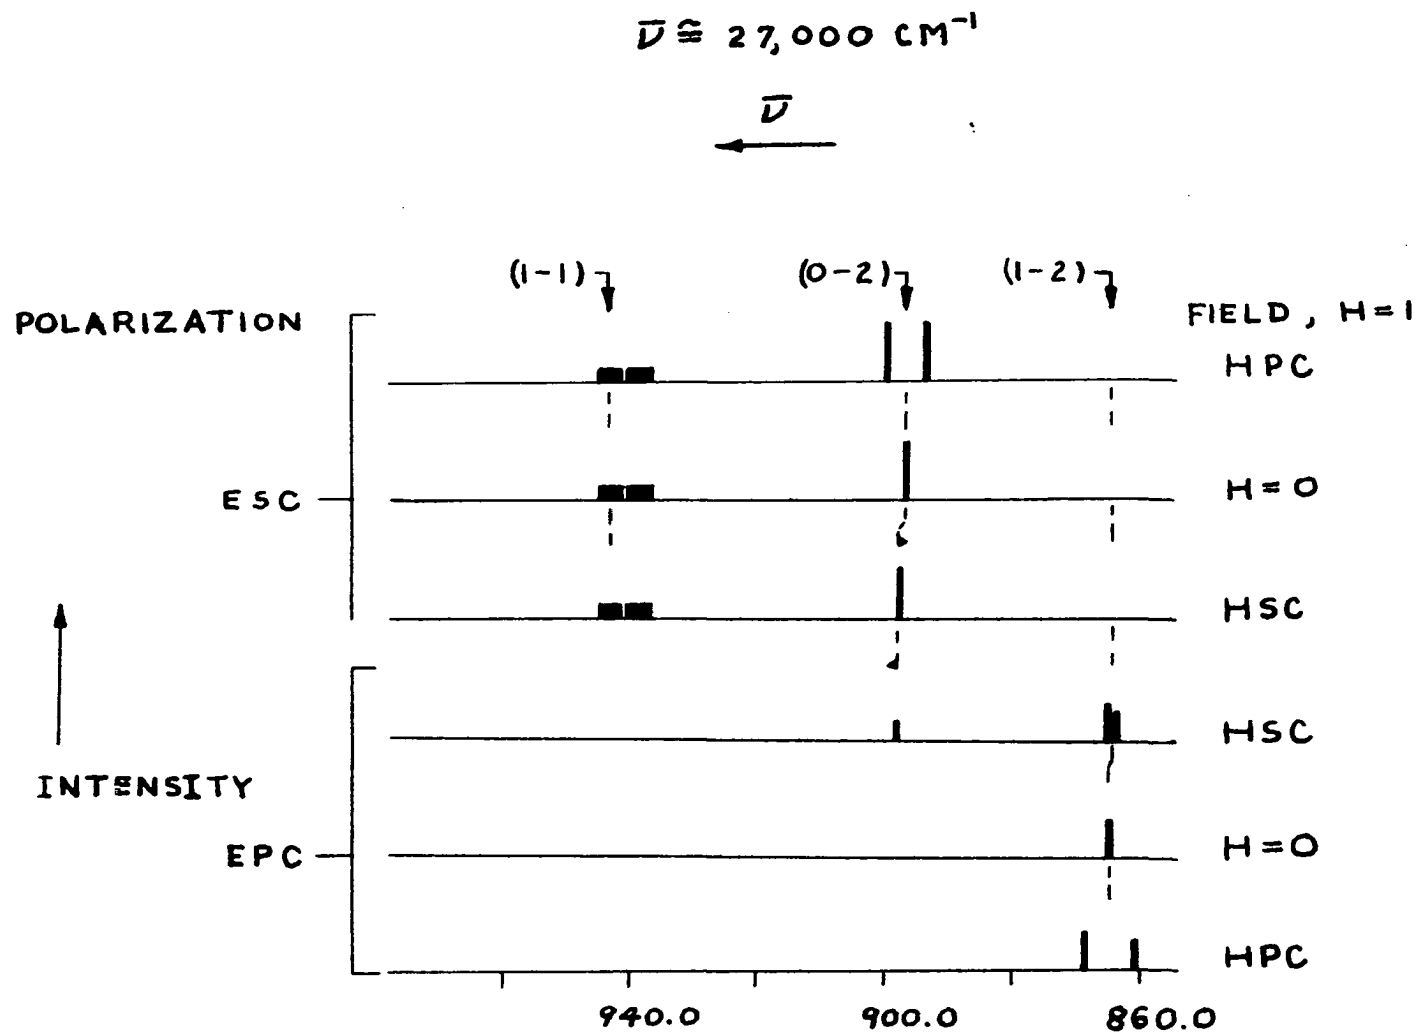 ν̅ ≅ 27,000 CM⁻¹
ν̅
(1-1) (0-2) (1-2)
POLARIZATION
FIELD, H=1
HPC
ESC
H=0
HSC
HSC
INTENSITY
EPC
H=0
HPC
940.0 900.0 860.0